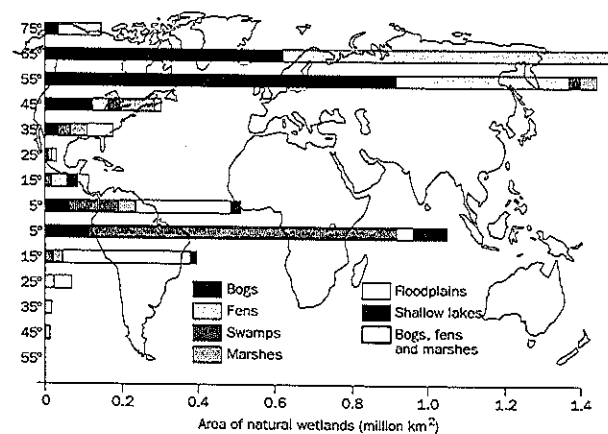 75°
65°
55°
45°
35°
25°
15°
5°
5°
15°
25°
35°
45°
55°
Bogs
Fens
Swamps
Marshes
Floodplains
Shallow lakes
Bogs, fens
and marshes
0 0.2 0.4 0.6 0.8 1.0 1.2 1.4
Area of natural wetlands (million km²)